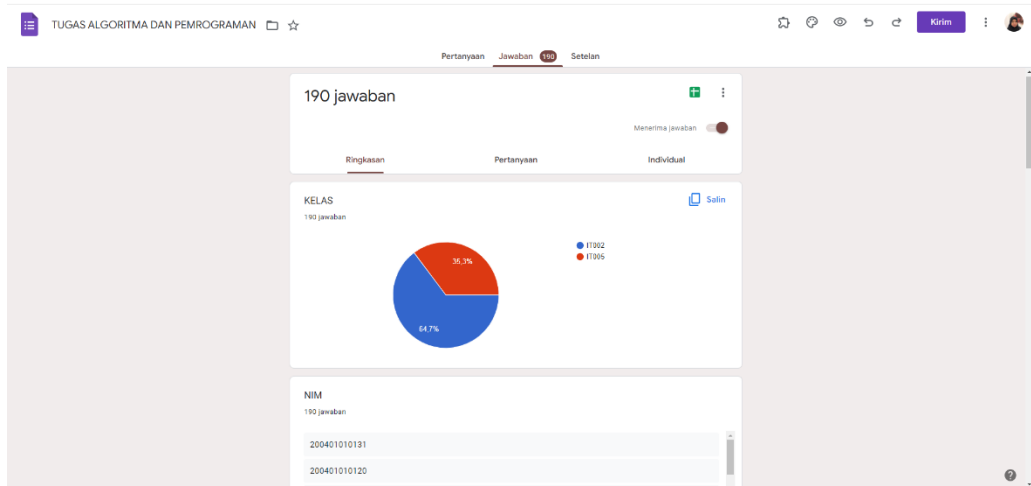 TUGAS ALGORITMA DAN PEMROGRAMAN
Kirim
Pertanyaan Jawaban 190 Setelan
190 jawaban
Menerima jawaban
Ringkasan Pertanyaan Individual
KELAS
Salin
190 jawaban
IT002
IT005
35,3%
64,7%
NIM
190 jawaban
200401010131
200401010120